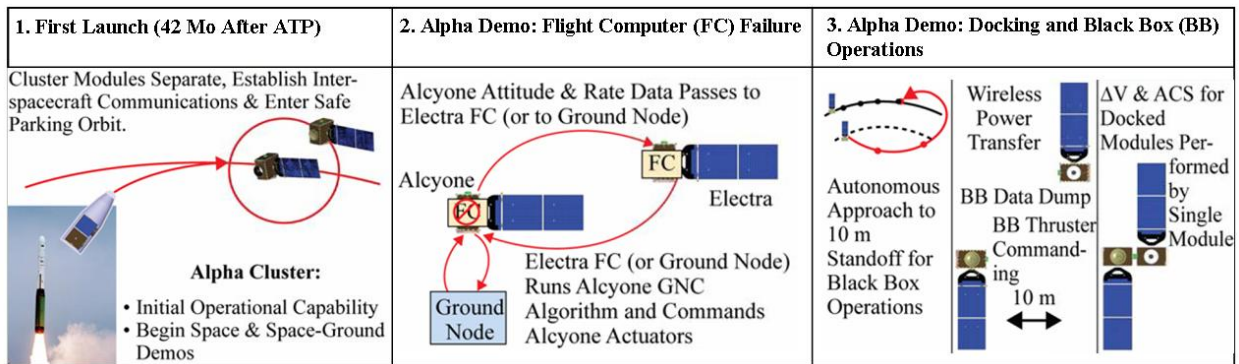 1. First Launch (42 Mo After ATP)
Cluster Modules Separate, Establish Inter-
spacecraft Communications & Enter Safe
Parking Orbit.
Alpha Cluster:
• Initial Operational Capability
• Begin Space & Space-Ground
Demos
2. Alpha Demo: Flight Computer (FC) Failure
Alcyone Attitude & Rate Data Passes to
Electra FC (or to Ground Node)
FC
Electra
Alcyone
FC
Electra FC (or Ground Node)
Runs Alcyone GNC
Algorithm and Commands
Alcyone Actuators
Ground
Node
3. Alpha Demo: Docking and Black Box (BB)
Operations
Autonomous
Approach to
10 m
Standoff for
Black Box
Operations
Wireless
Power
Transfer
BB Data Dump
BB Thruster
Command-
ing
10 m
ΔV & ACS for
Docked
Modules Per-
formed
by
Single
Module